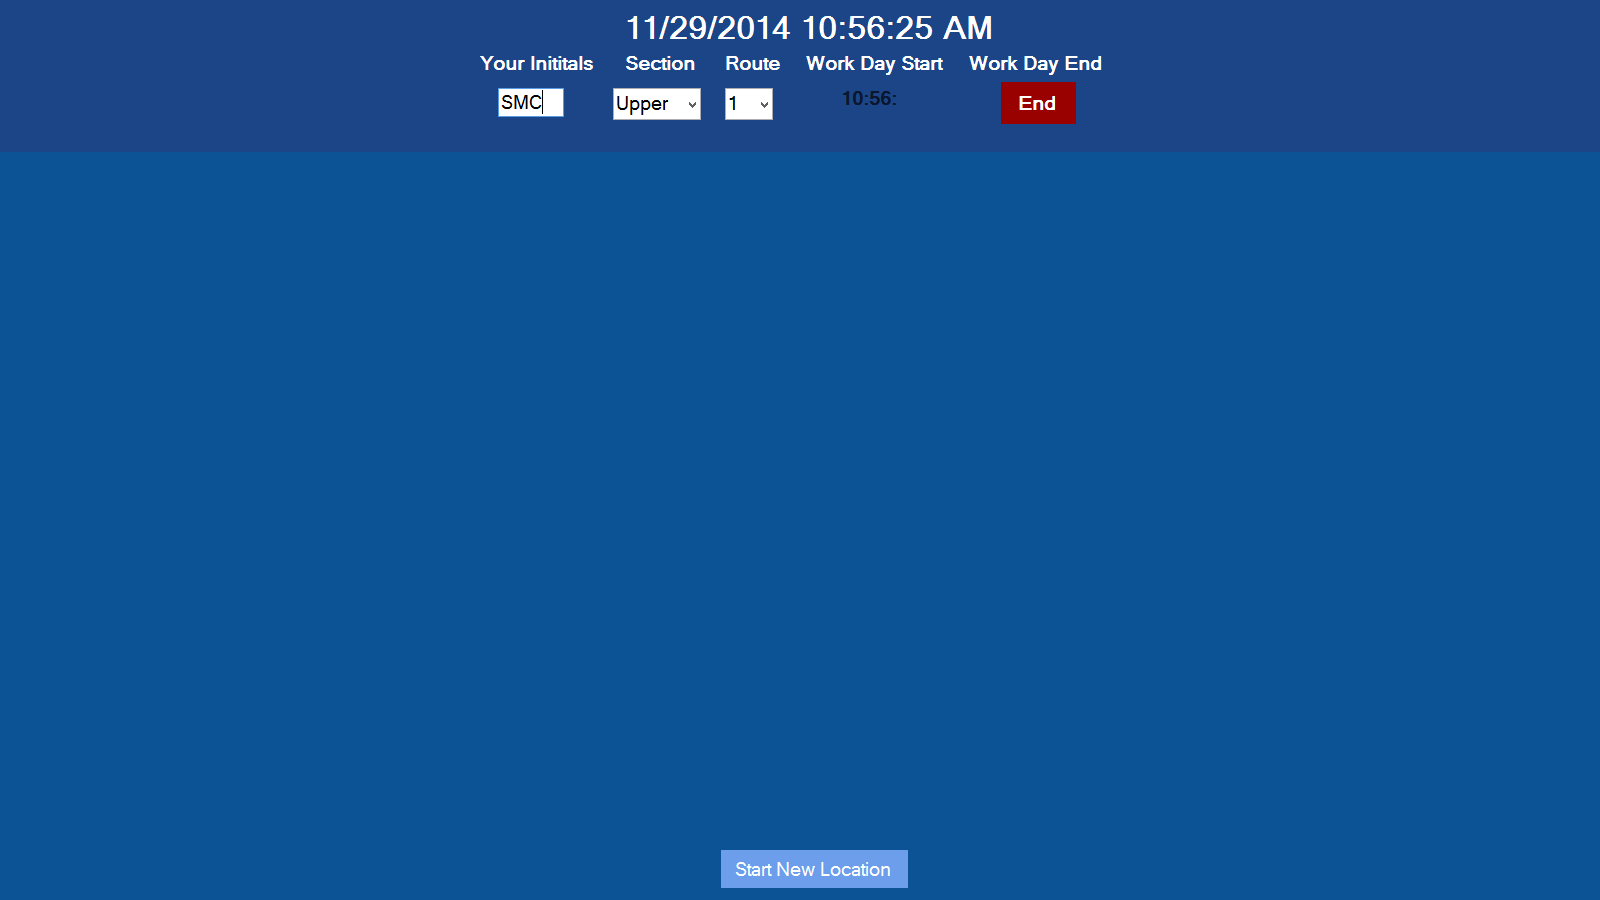 11/29/2014 10:56:25 AM
Your Inititals Section Route Work Day Start Work Day End
SMC Upper 1 10:56: End
Start New Location